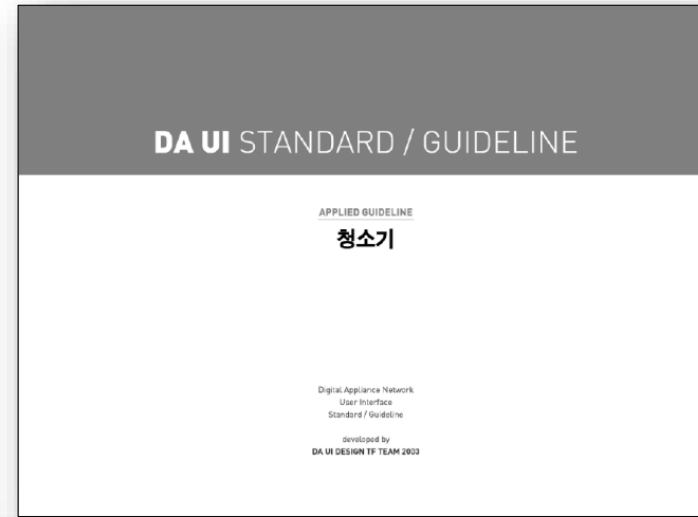 DA UI STANDARD / GUIDELINE
APPLIED GUIDELINE
청소기
Digital Appliance Network
User Interface
Standard / Guideline
developed by
DA UI DESIGN TF TEAM 2003